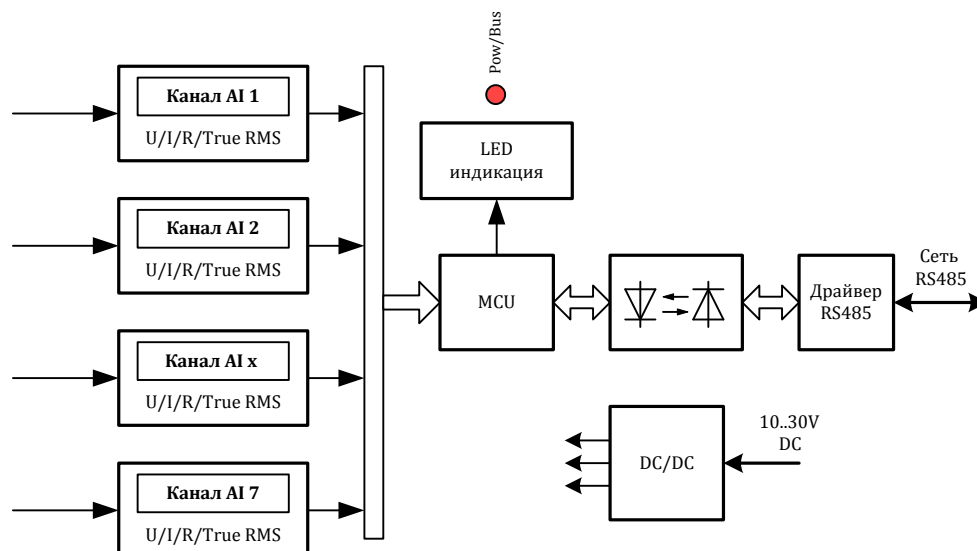 Pow/Bus
Канал AI 1
U/I/R/True RMS
LED
индикация
Канал AI 2
U/I/R/True RMS
MCU
Драйвер
RS485
Сеть
RS485
Канал AI x
U/I/R/True RMS
10..30V
DC
DC/DC
Канал AI 7
U/I/R/True RMS